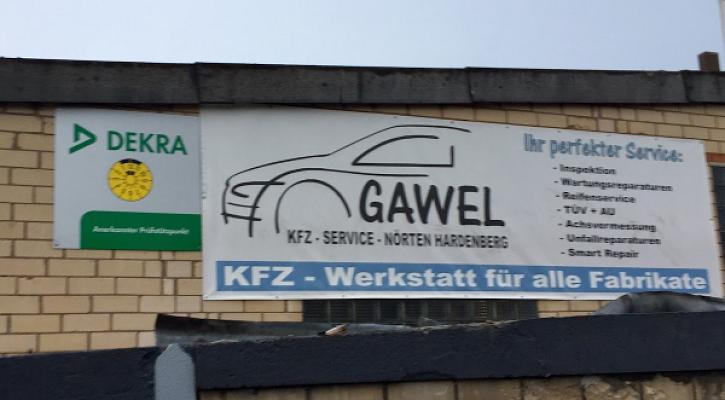 DEKRA
Anerkannter Prüfstützpunkt
GAWEL
KFZ - SERVICE - NÖRTEN HARDENBERG
Ihr perfekter Service:
- Inspektion
- Wartungsreparaturen
- Reifenservice
- TÜV + AU
- Achsvermessung
- Unfallreparaturen
- Smart Repair
KFZ - Werkstatt für alle Fabrikate